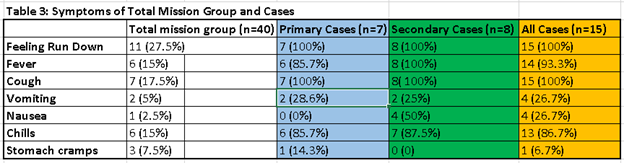 Table 3: Symptoms of Total Mission Group and Cases
Total mission group (n=40) Primary Cases (n=7) Secondary Cases (n=8) All Cases (n=15)
Feeling Run Down 11 (27.5%) 7 (100%) 8 (100%) 15 (100%)
Fever 6 (15%) 6 (85.7%) 8 (100%) 14 (93.3%)
Cough 7 (17.5%) 7 (100%) 8( 100%) 15 (100%)
Vomiting 2 (5%) 2 (28.6%) 2 (25%) 4 (26.7%)
Nausea 1 (2.5%) 0 (0%) 4 (50%) 4 (26.7%)
Chills 6 (15%) 6 (85.7%) 7 (87.5%) 13 (86.7%)
Stomach cramps 3 (7.5%) 1 (14.3%) 0 (0) 1 (6.7%)